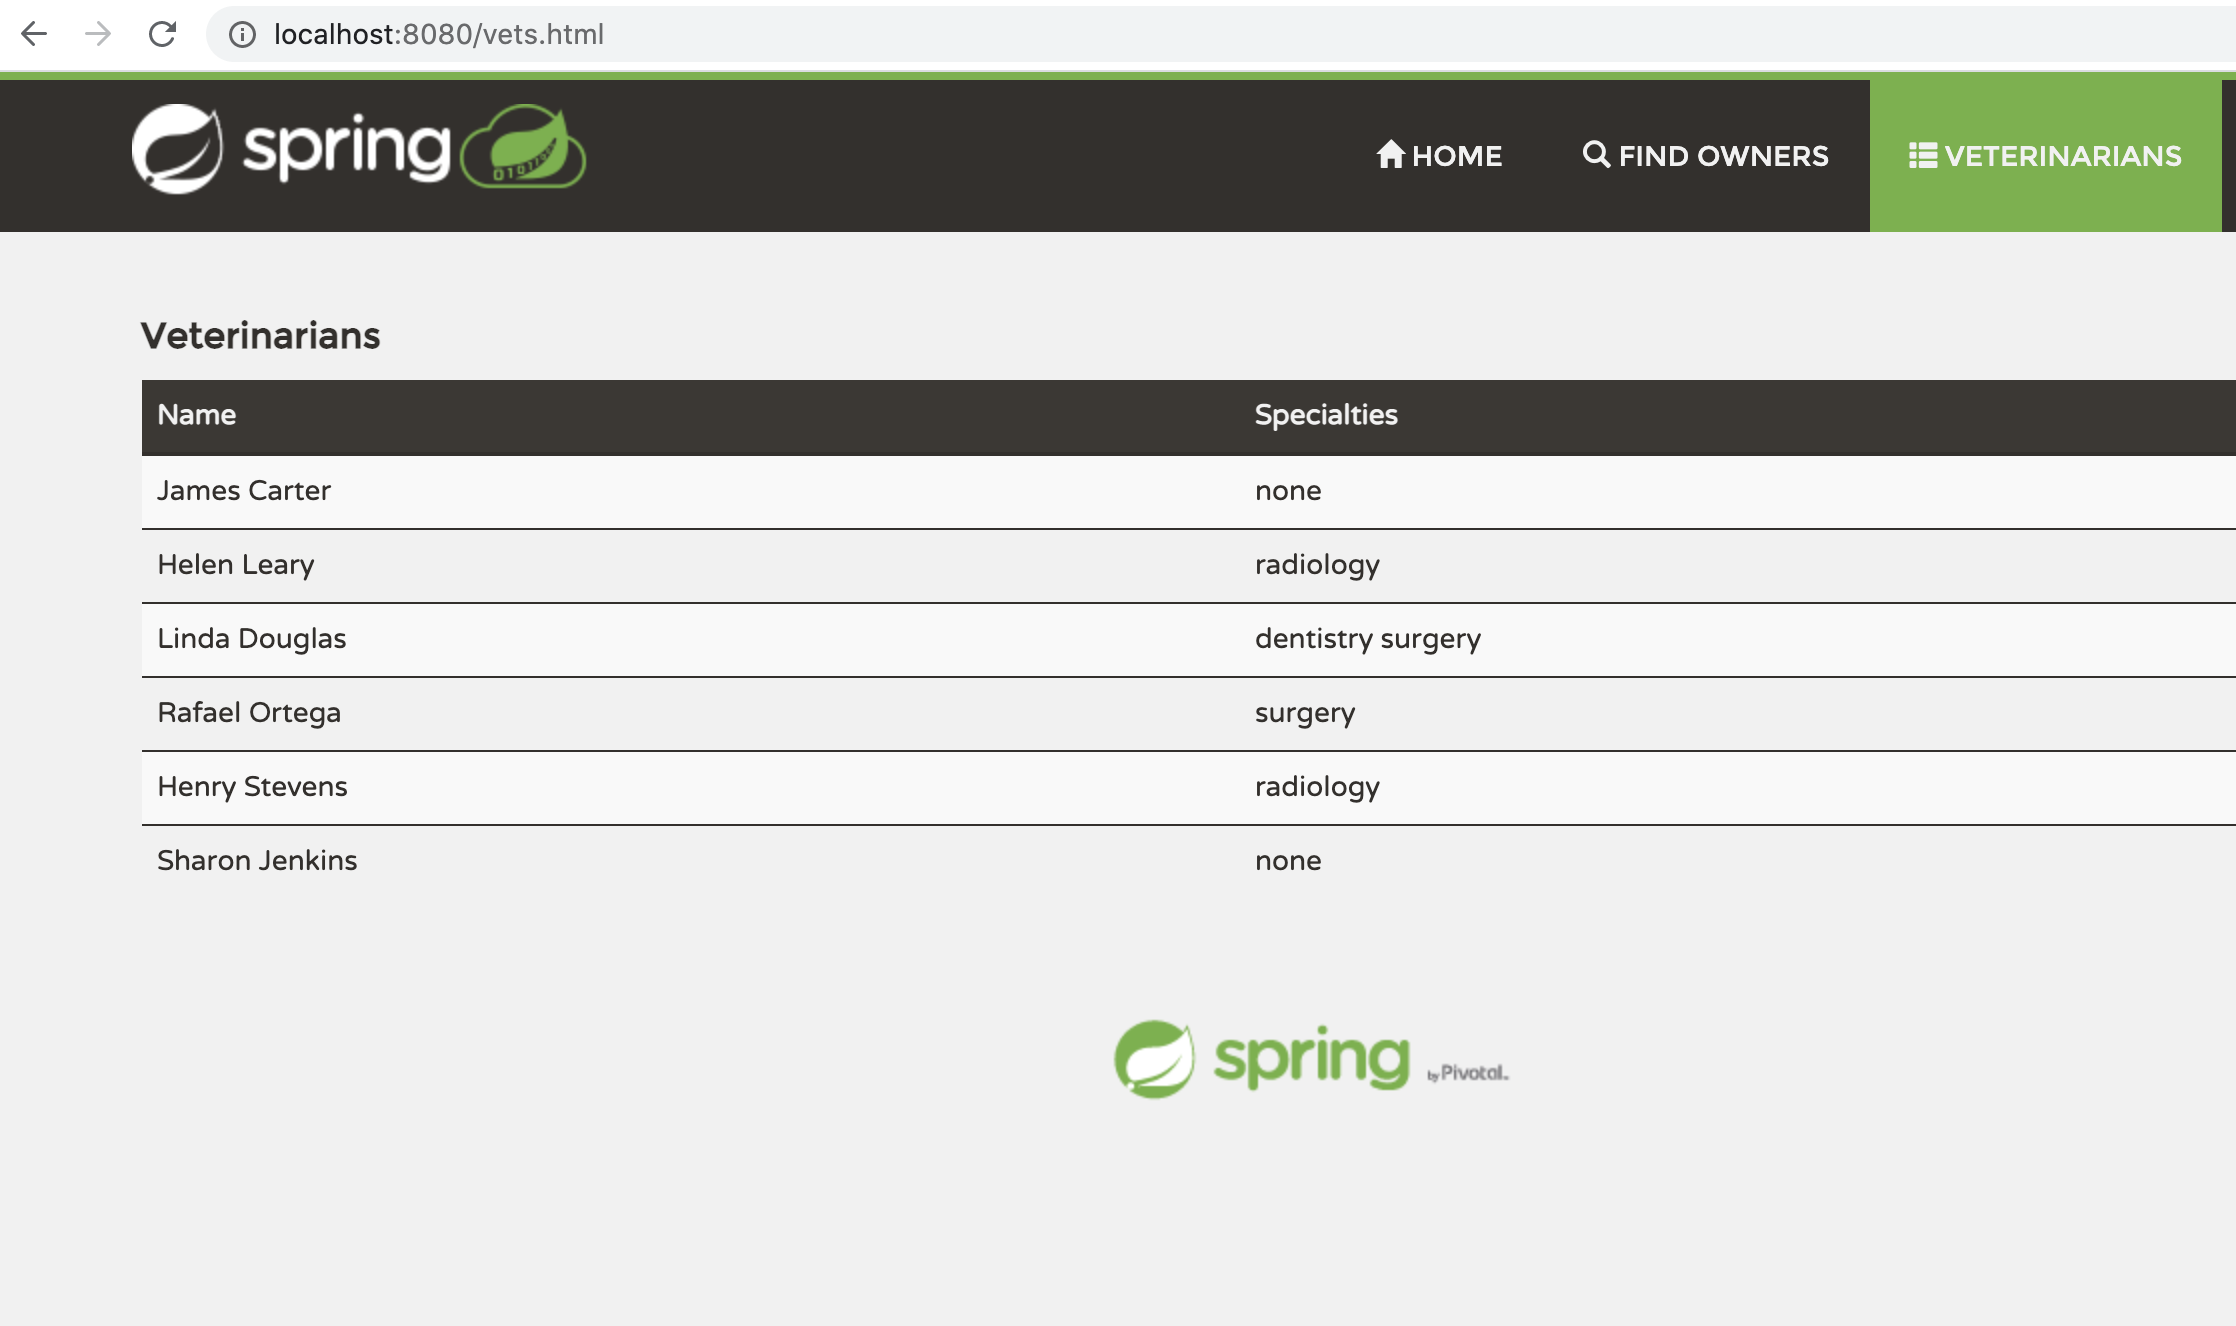 localhost:8080/vets.html
spring
HOME FIND OWNERS VETERINARIANS
Veterinarians
Name Specialties
James Carter none
Helen Leary radiology
Linda Douglas dentistry surgery
Rafael Ortega surgery
Henry Stevens radiology
Sharon Jenkins none
spring by Pivotal